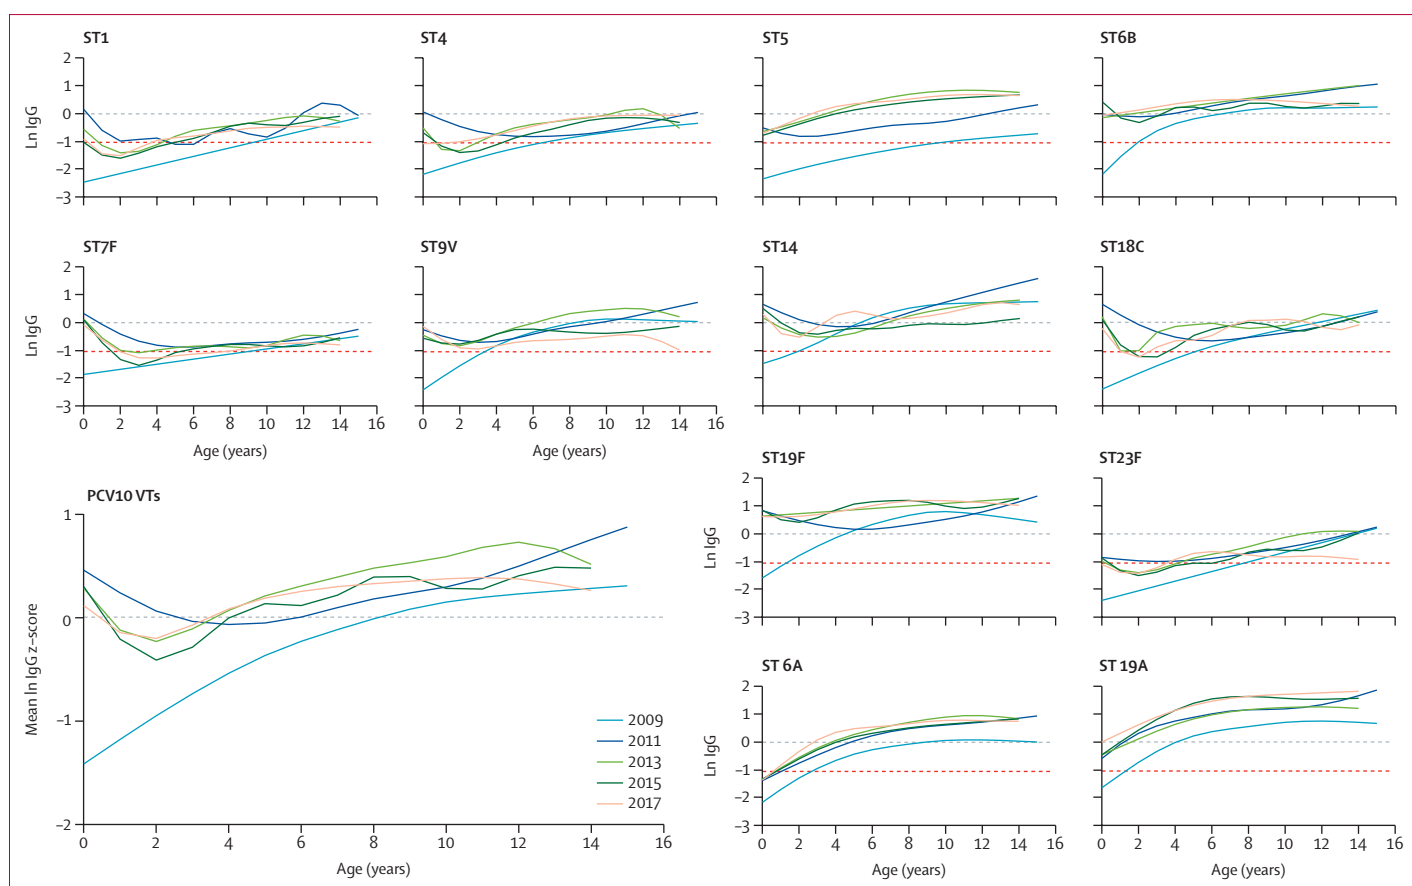 ST1
ST4
ST5
ST6B
2
1
0
−1
−2
−3
Ln IgG
ST7F
ST9V
ST14
ST18C
2
1
0
−1
−2
−3
Ln IgG
0 2 4 6 8 10 12 14 16
0 2 4 6 8 10 12 14 16
Age (years)
Age (years)
ST19F
ST23F
2
1
0
−1
−2
−3
Ln IgG
PCV10 VTs
1
0
−1
−2
Mean ln IgG z−score
2009
2011
2013
2015
2017
0 2 4 6 8 10 12 14 16
Age (years)
ST 6A
ST 19A
2
1
0
−1
−2
−3
Ln IgG
0 2 4 6 8 10 12 14 16
0 2 4 6 8 10 12 14 16
Age (years)
Age (years)